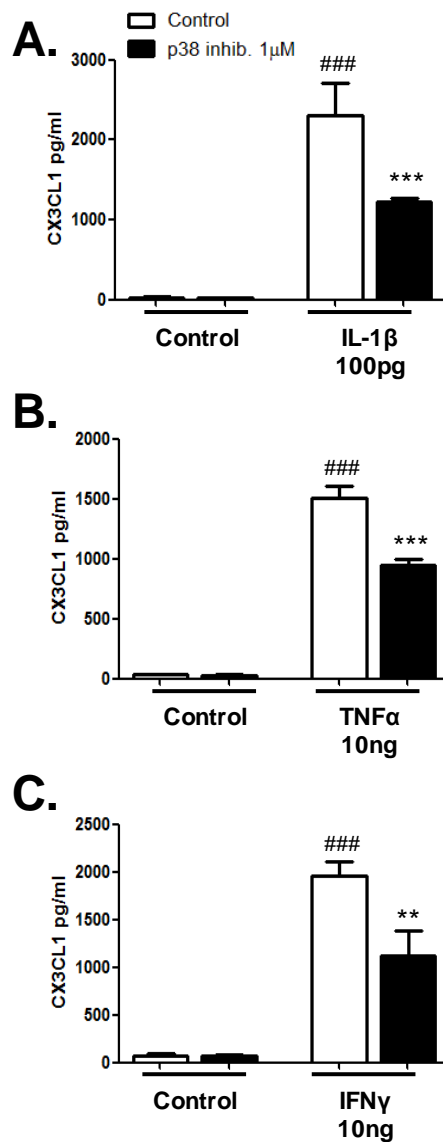 A.
Control
p38 inhib. 1μM
CX3CL1 pg/ml
3000
2000
1000
0
###
***
Control
IL-1β
100pg
B.
CX3CL1 pg/ml
2000
1500
1000
500
0
###
***
Control
TNFα
10ng
C.
CX3CL1 pg/ml
2500
2000
1500
1000
500
0
###
**
Control
IFNγ
10ng